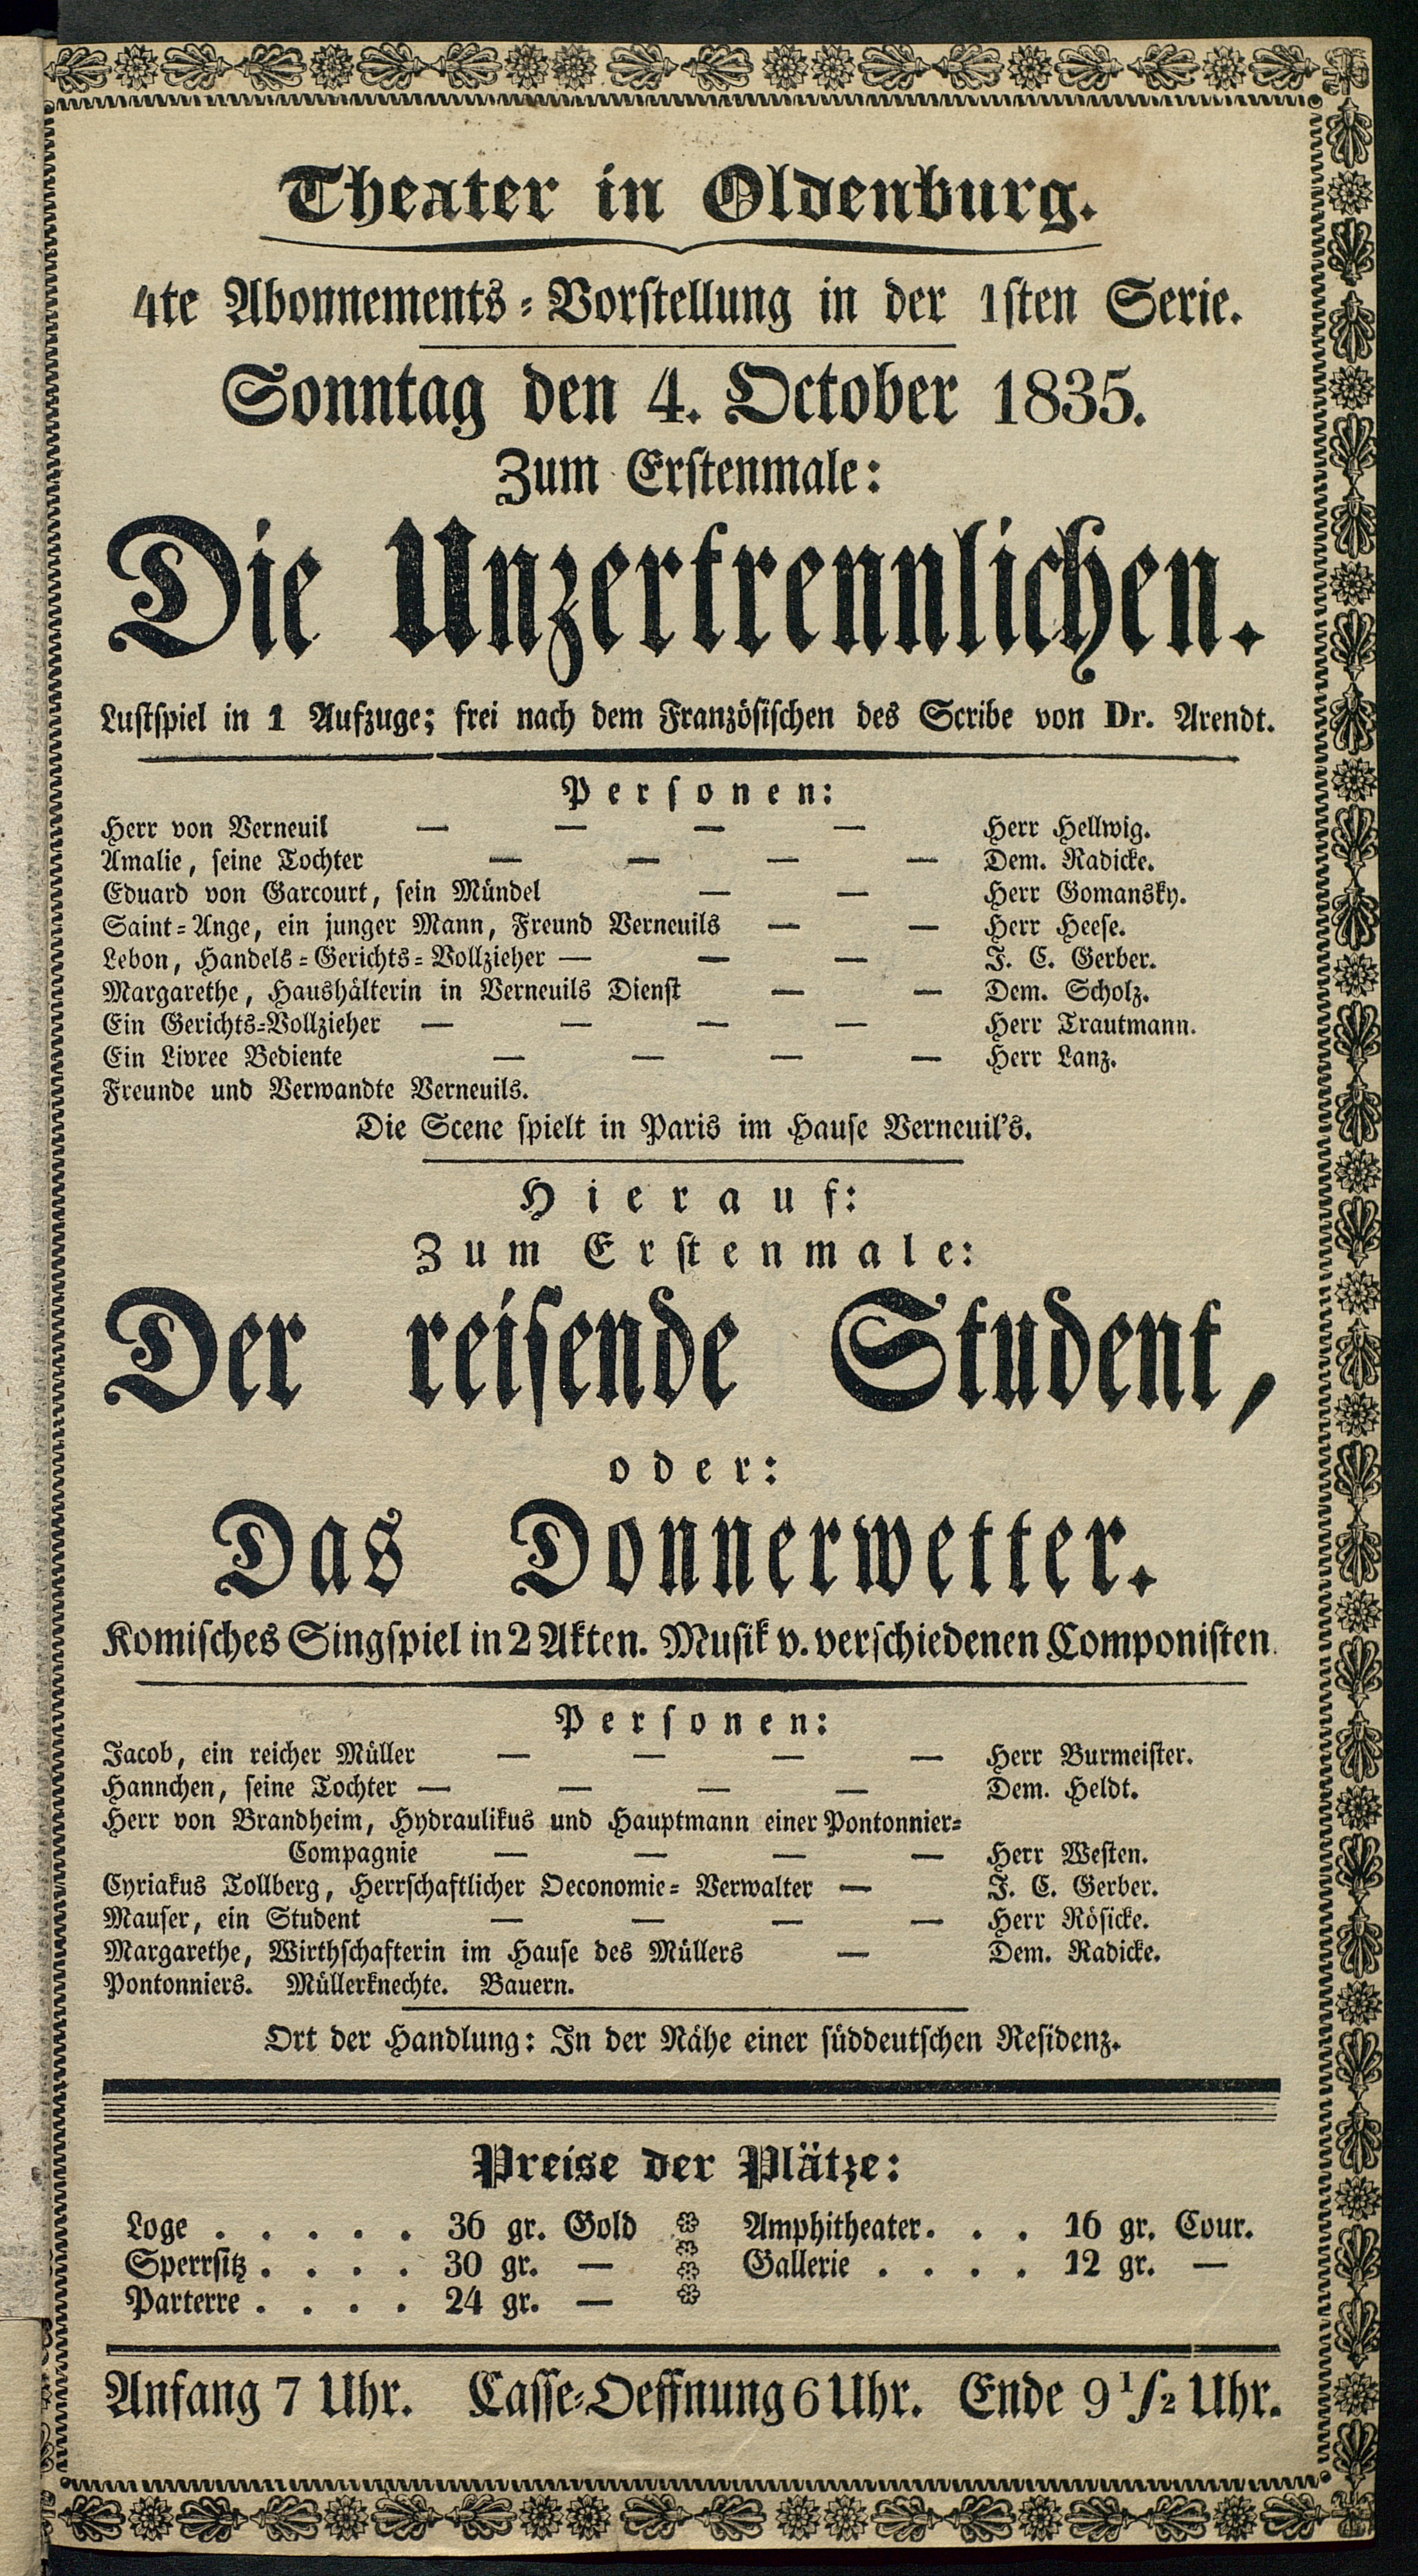 Theater in Oldenburg.
4te Abonnements-Vorstellung in der 1sten Serie.
Sonntag den 4. October 1835.
Zum Erstenmale:
Die Unzertrennlichen.
Lustspiel in 1 Aufzuge; frei nach dem Französischen des Scribe von Dr. Arendt.
Personen:
Herr von Verneuil — — — — Herr Hellwig.
Amalie, seine Tochter — — — — Dem. Radicke.
Eduard von Garcourt, sein Mündel — — Herr Gomansky.
Saint-Ange, ein junger Mann, Freund Verneuils — — Herr Heese.
Lebon, Handels-Gerichts-Vollzieher — — — J. C. Gerber.
Margarethe, Haushälterin in Verneuils Dienst — — Dem. Scholz.
Ein Gerichts-Vollzieher — — — — Herr Trautmann.
Ein Livree Bediente — — — — Herr Lanz.
Freunde und Verwandte Verneuils.
Die Scene spielt in Paris im Hause Verneuil's.
Hierauf:
Zum Erstenmale:
Der reisende Student,
oder:
Das Donnerwetter.
Komisches Singspiel in 2 Akten. Musik v. verschiedenen Componisten.
Personen:
Jacob, ein reicher Müller — — — — Herr Burmeister.
Hannchen, seine Tochter — — — — Dem. Heldt.
Herr von Brandheim, Hydraulikus und Hauptmann einer Pontonnier-
Compagnie — — — — Herr Westen.
Cyriakus Tollberg, Herrschaftlicher Oeconomie-Verwalter — J. C. Gerber.
Mauser, ein Student — — — — Herr Rösicke.
Margarethe, Wirthschafterin im Hause des Müllers — Dem. Radicke.
Pontonniers. Müllerknechte. Bauern.
Ort der Handlung: In der Nähe einer süddeutschen Residenz.
Preise der Plätze:
Loge . . . . . 36 gr. Gold
Sperrsitz . . . . 30 gr. —
Parterre . . . . 24 gr. —
Amphitheater. . . 16 gr. Cour.
Gallerie . . . . 12 gr. —
Anfang 7 Uhr. Casse-Oeffnung 6 Uhr. Ende 9 1/2 Uhr.